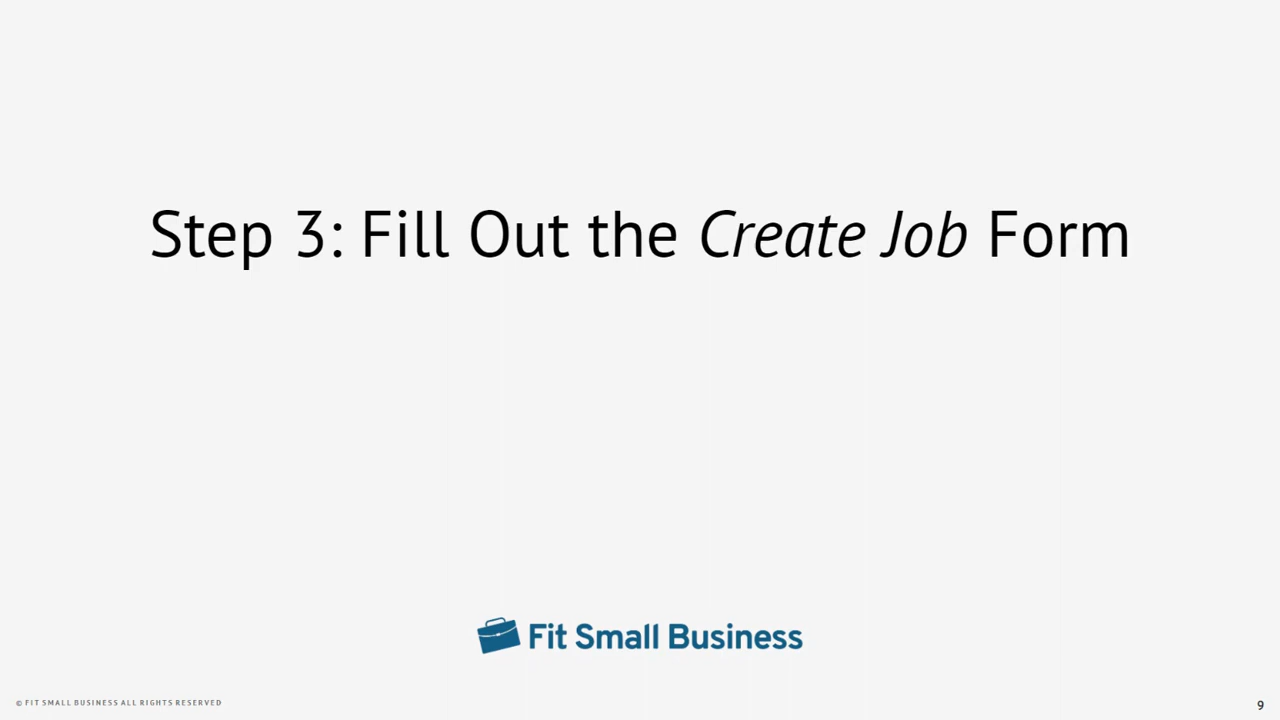 Step 3: Fill Out the Create Job Form
Fit Small Business
© FIT SMALL BUSINESS ALL RIGHTS RESERVED
9